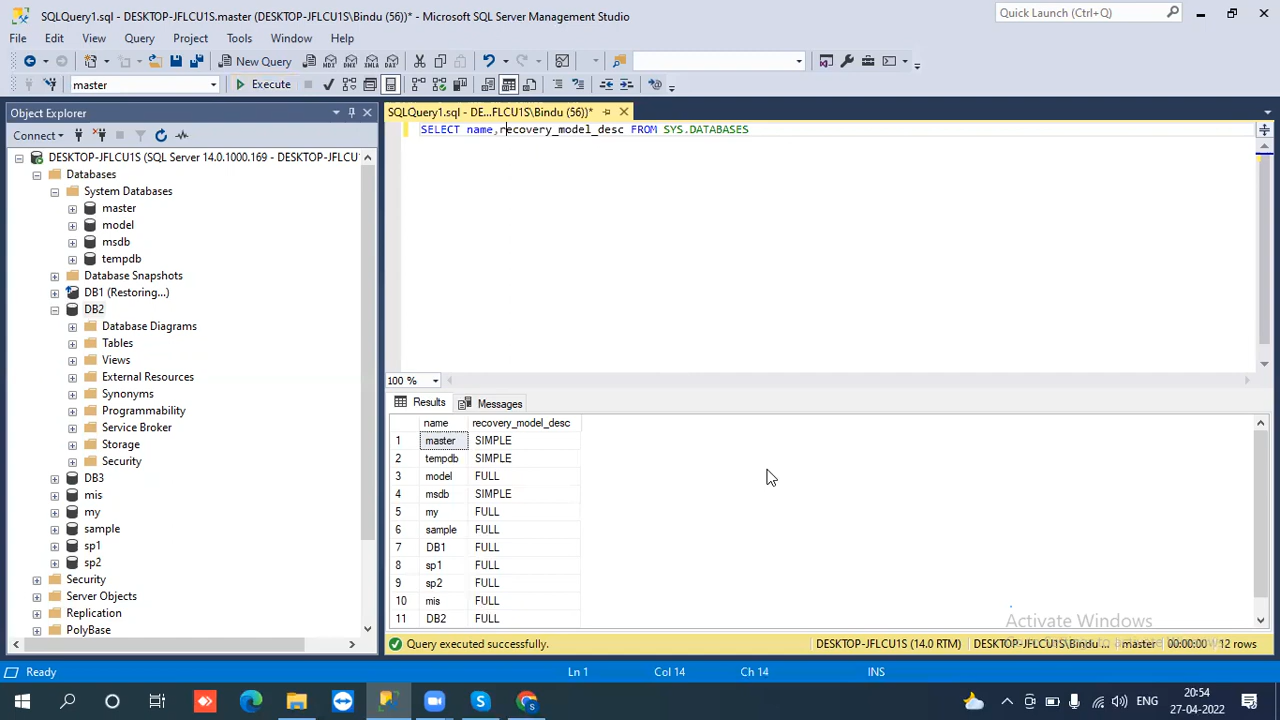 SQLQuery1.sql - DESKTOP-JFLCU1S.master (DESKTOP-JFLCU1S\Bindu (56))* - Microsoft SQL Server Management Studio
Quick Launch (Ctrl+Q)
File Edit View Query Project Tools Window Help
New Query
master
Execute
Object Explorer
SQLQuery1.sql - DE...FLCU1S\Bindu (56))*
Connect
SELECT name,recovery_model_desc FROM SYS.DATABASES
DESKTOP-JFLCU1S (SQL Server 14.0.1000.169 - DESKTOP-JFLCU
Databases
System Databases
master
model
msdb
tempdb
Database Snapshots
DB1 (Restoring...)
DB2
Database Diagrams
Tables
Views
External Resources
Synonyms
Programmability
Service Broker
Storage
Security
DB3
mis
my
sample
sp1
sp2
Security
Server Objects
Replication
PolyBase
100 %
Results Messages
name recovery_model_desc
1 master SIMPLE
2 tempdb SIMPLE
3 model FULL
4 msdb SIMPLE
5 my FULL
6 sample FULL
7 DB1 FULL
8 sp1 FULL
9 sp2 FULL
10 mis FULL
11 DB2 FULL
Activate Windows
Query executed successfully.
DESKTOP-JFLCU1S (14.0 RTM) DESKTOP-JFLCU1S\Bindu ... master 00:00:00 12 rows
Ready Ln 1 Col 14 Ch 14 INS
ENG
20:54
27-04-2022